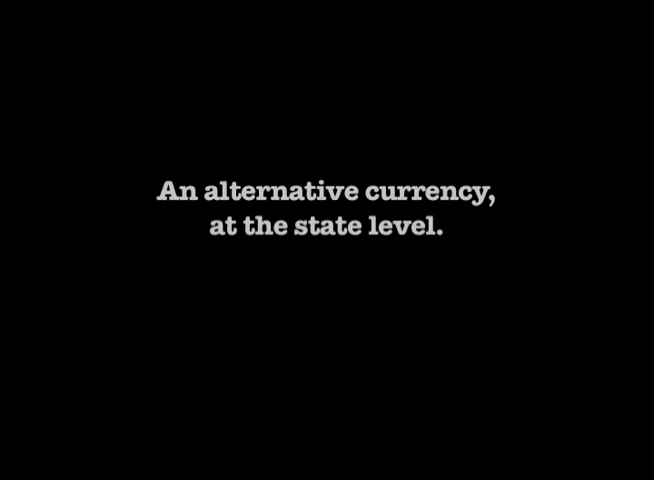 An alternative currency,
at the state level.